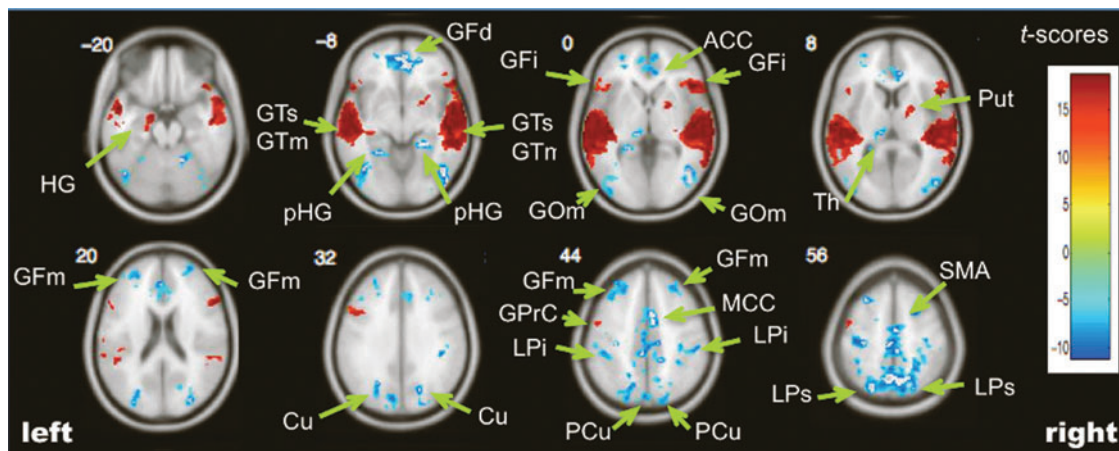 -20
HG
-8
GFd
GTs
GTm
GTs
GTm
pHG
pHG
0
ACC
GFi
GFi
GOm
GOm
8
Put
Th
t-scores
15
10
5
0
-5
-10
20
GFm
GFm
32
Cu
Cu
44
GFm
GFm
GPrC
MCC
LPi
LPi
PCu
PCu
56
SMA
LPs
LPs
left
right